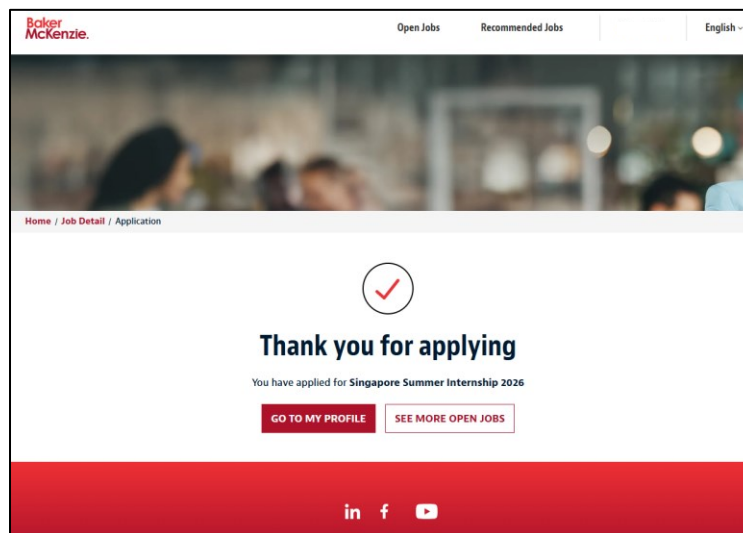 Baker
McKenzie.
Open Jobs Recommended Jobs English
Home / Job Detail / Application
Thank you for applying
You have applied for Singapore Summer Internship 2026
GO TO MY PROFILE SEE MORE OPEN JOBS
in f